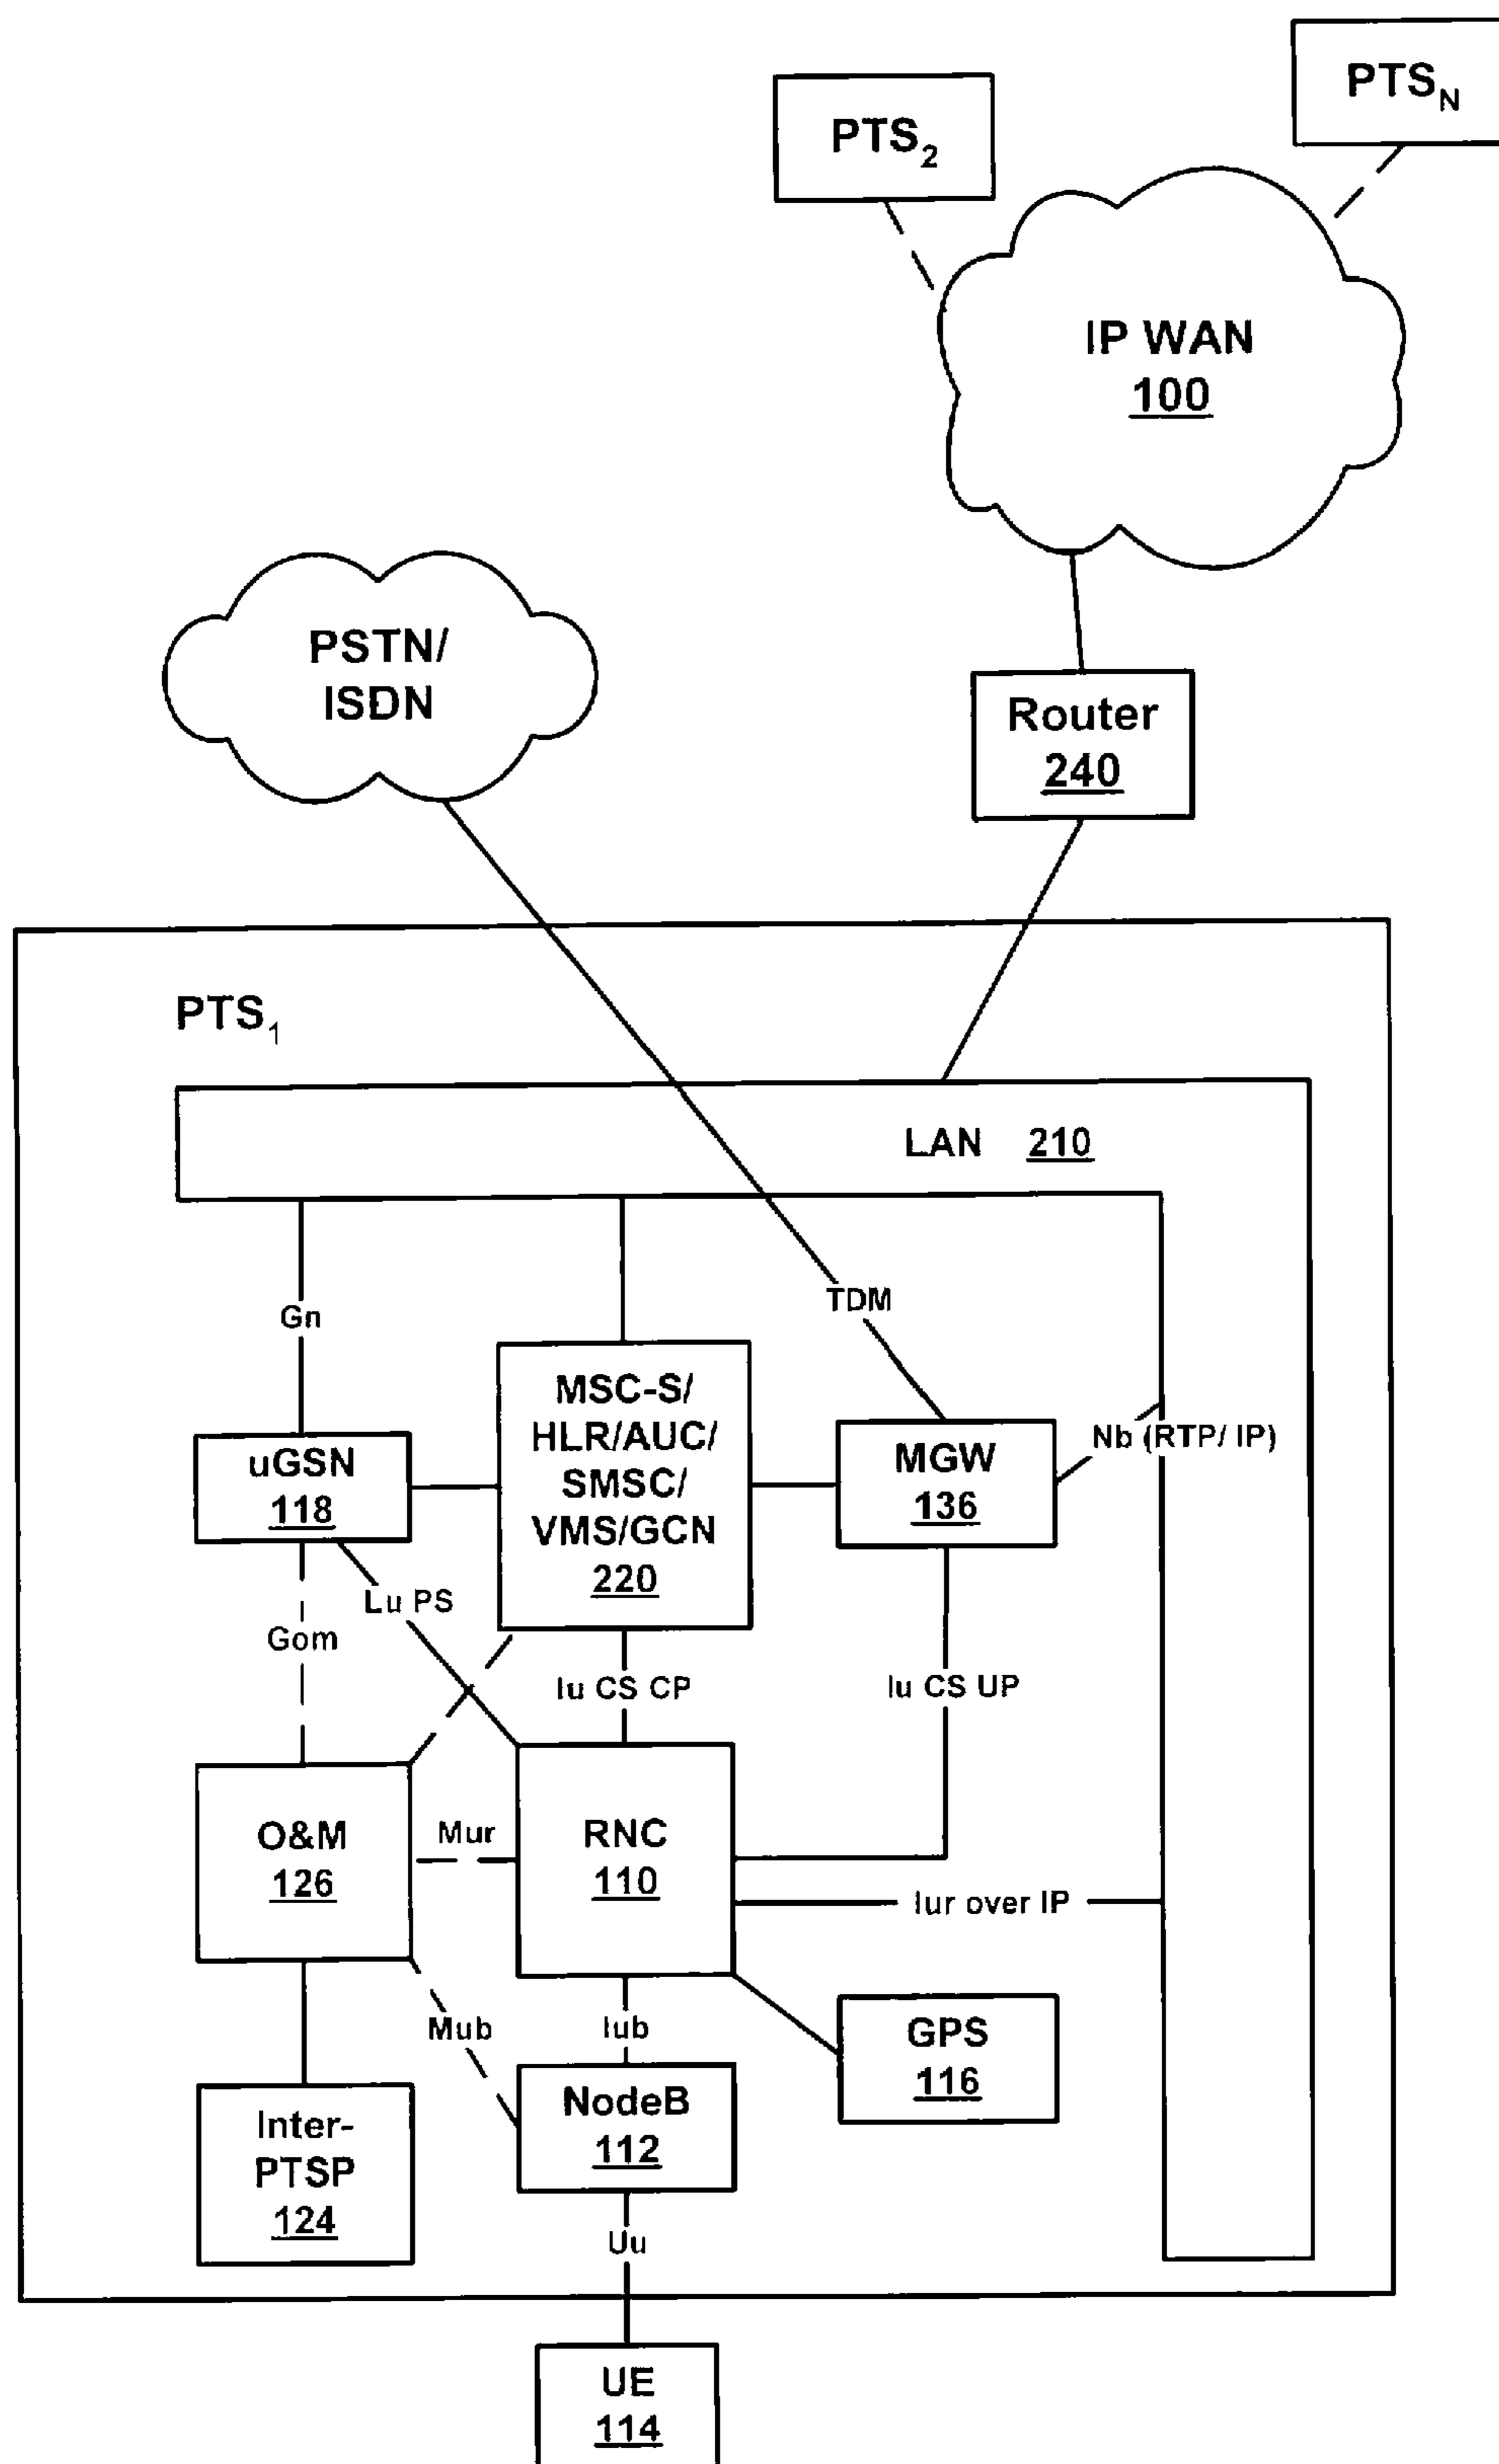 PTS₂
PTSN
IP WAN
100
PSTN/
ISDN
Router
240
PTS₁
LAN 210
Gn
TDM
MSC-S/
HLR/AUC/
SMSC/
VMS/GCN
220
uGSN
118
MGW
136
Nb (RTP/ IP)
Lu PS
Gom
Iu CS CP
Iu CS UP
O&M
126
Mur
RNC
110
Iur over IP
Mub
Iub
GPS
116
Inter-
PTSP
124
NodeB
112
Uu
UE
114